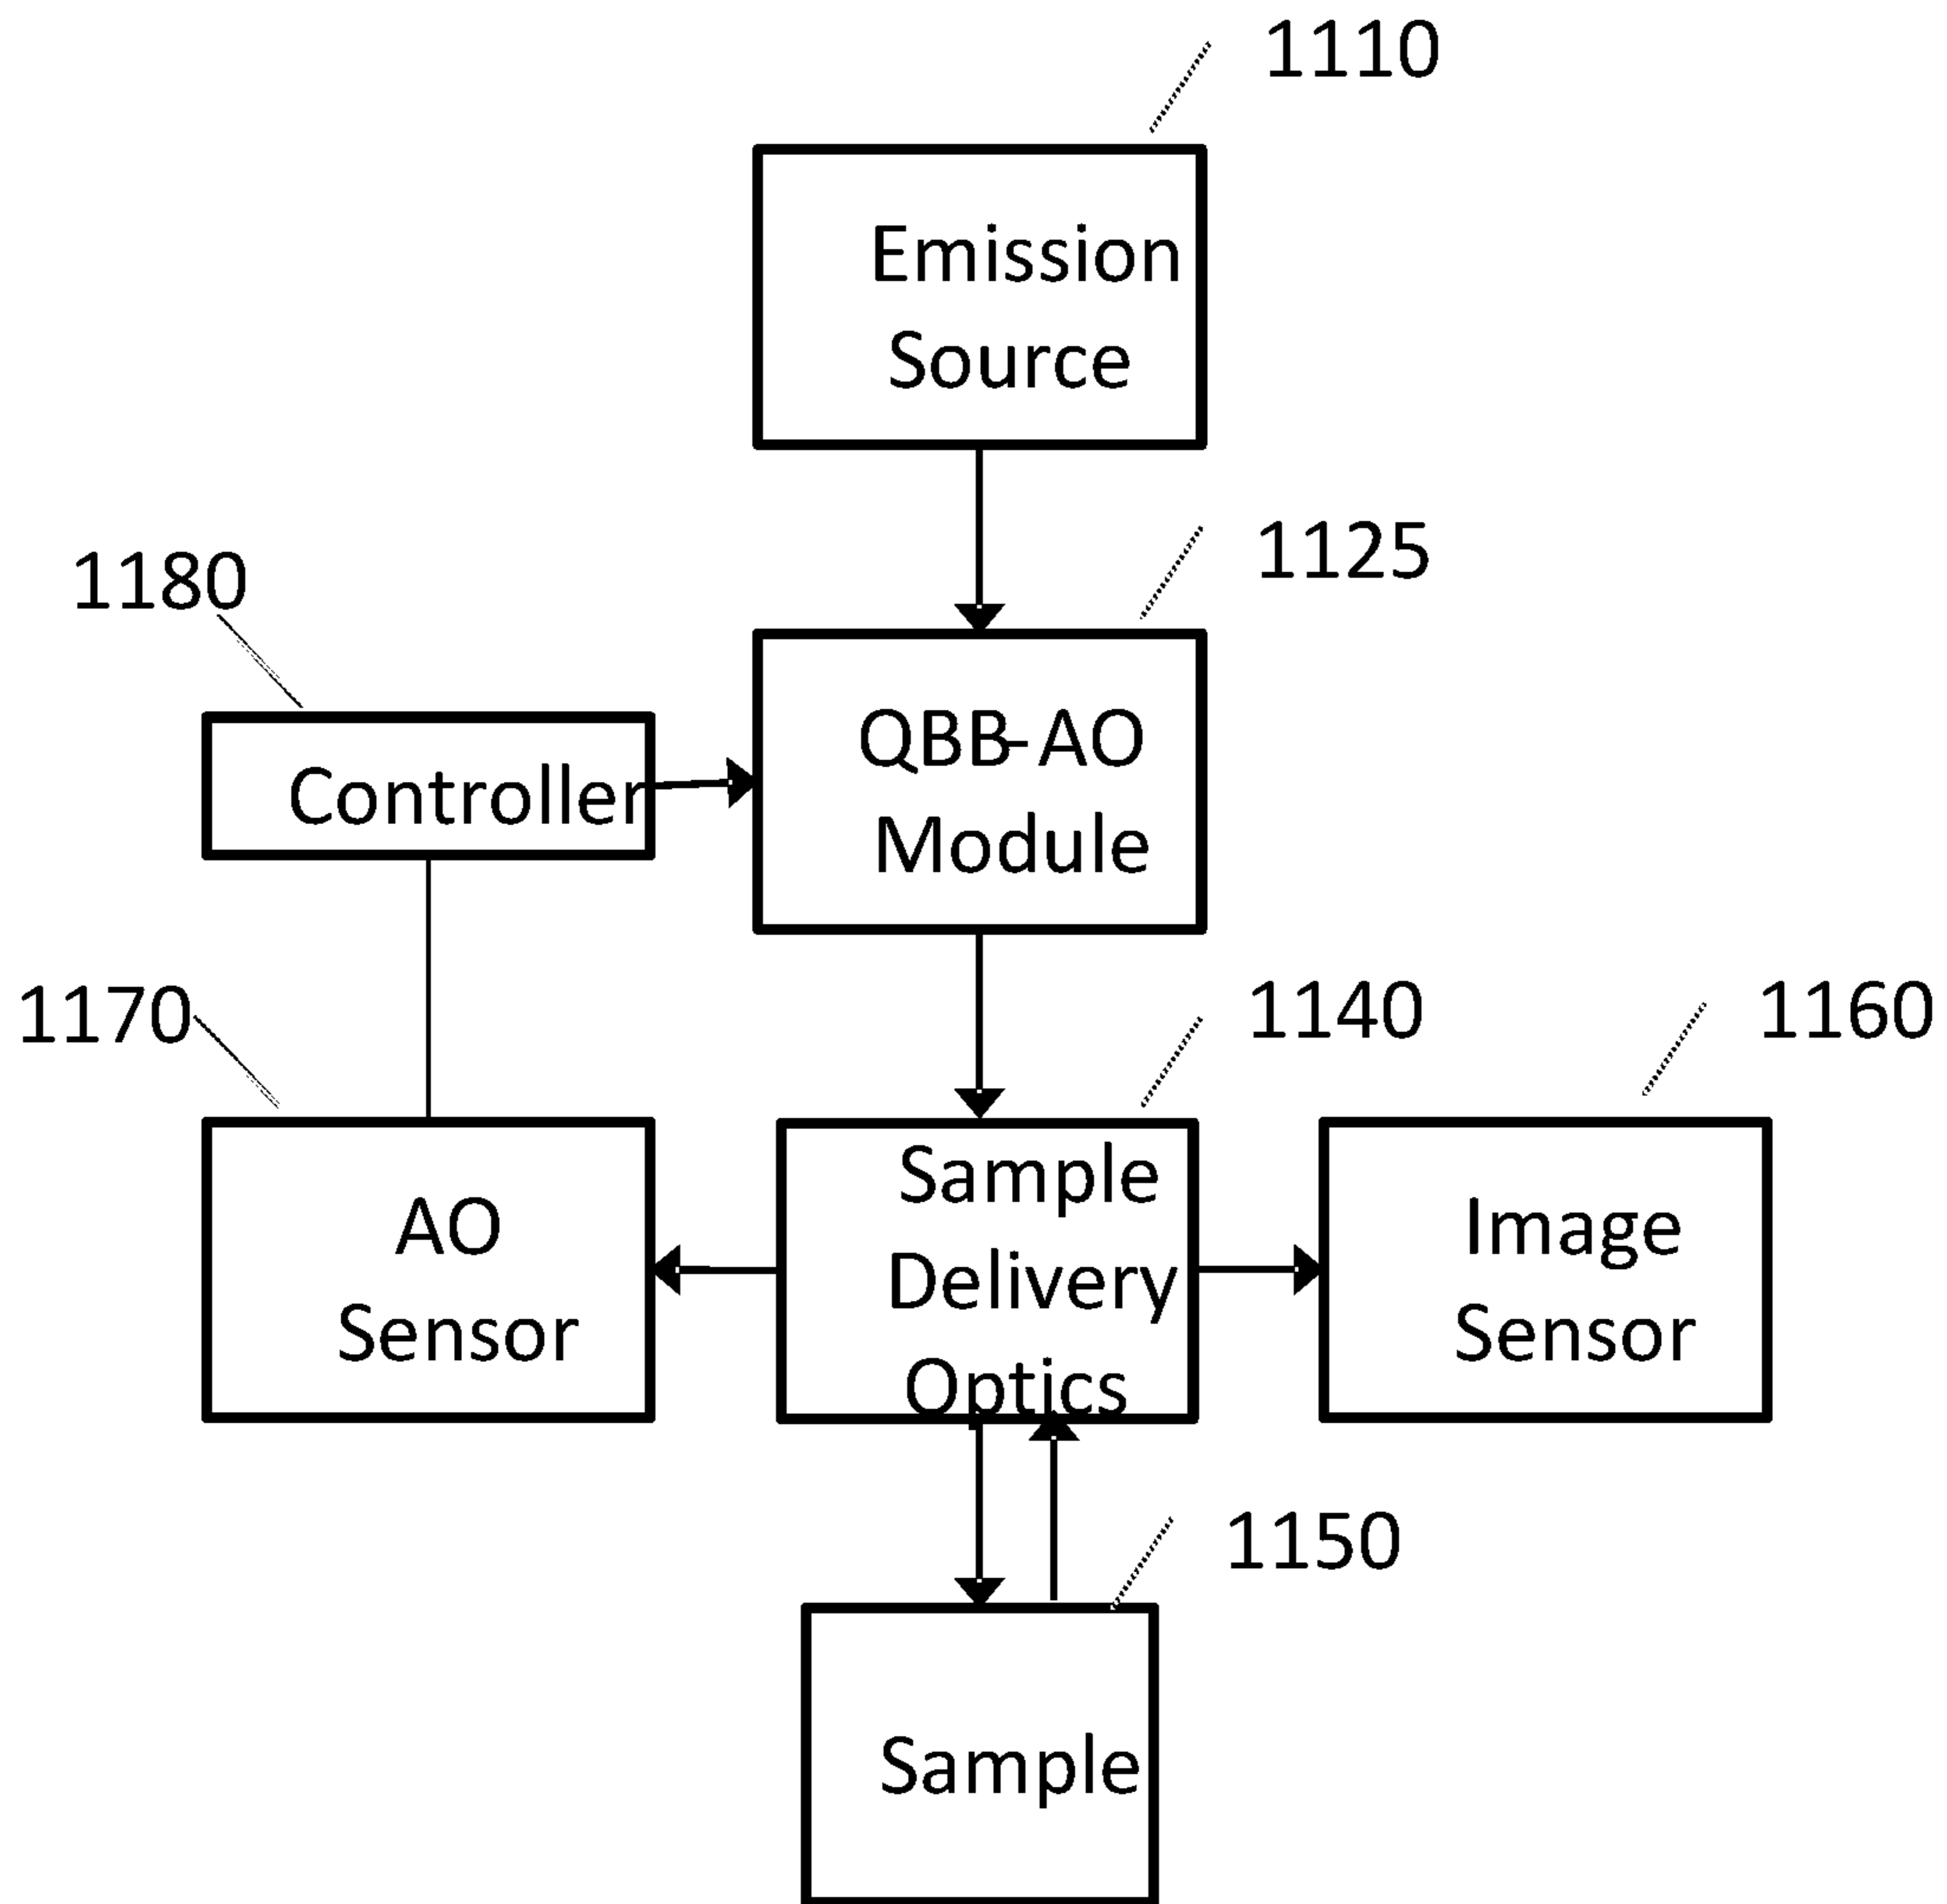 1110
Emission
Source
1125
1180
QBB-AO
Module
Controller
1140
1160
1170
Sample
Delivery
Optics
AO
Sensor
Image
Sensor
1150
Sample